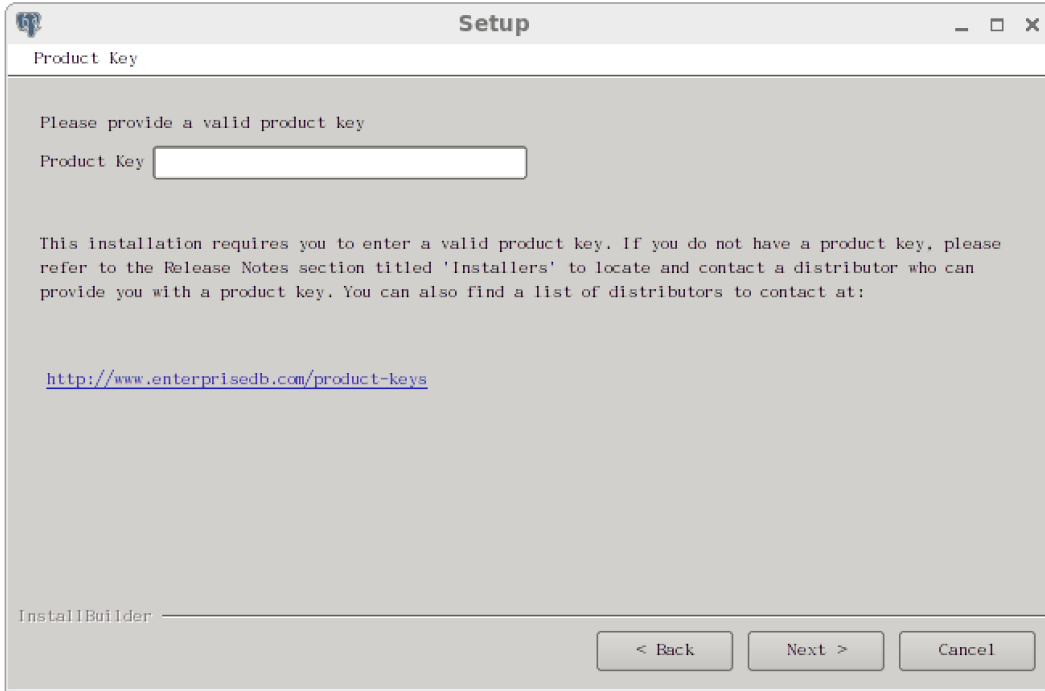 Setup
Product Key
Please provide a valid product key
Product Key
This installation requires you to enter a valid product key. If you do not have a product key, please
refer to the Release Notes section titled 'Installers' to locate and contact a distributor who can
provide you with a product key. You can also find a list of distributors to contact at:
http://www.enterprisedb.com/product-keys
InstallBuilder
< Back Next > Cancel